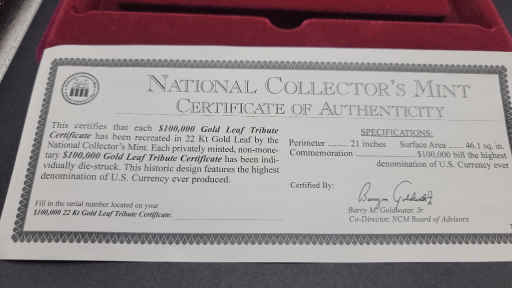 NATIONAL COLLECTOR'S MINT
CERTIFICATE OF AUTHENTICITY
This certifies that each $100,000 Gold Leaf Tribute
Certificate has been recreated in 22 Kt Gold Leaf by the
National Collector's Mint. Each privately minted, non-mone-
tary $100,000 Gold Leaf Tribute Certificate has been indi-
vidually die-struck. This historic design features the highest
denomination of U.S. Currency ever produced.
Fill in the serial number located on your
$100,000 22 Kt Gold Leaf Tribute Certificate.
SPECIFICATIONS:
Perimeter ........ 21 inches Surface Area ..... 46.1 sq. in.
Commemoration ..................... $100,000 bill the highest
denomination of U.S. Currency ever
Certified By:
Barry M. Goldwater, Jr
Co-Director, NCM Board of Advisors